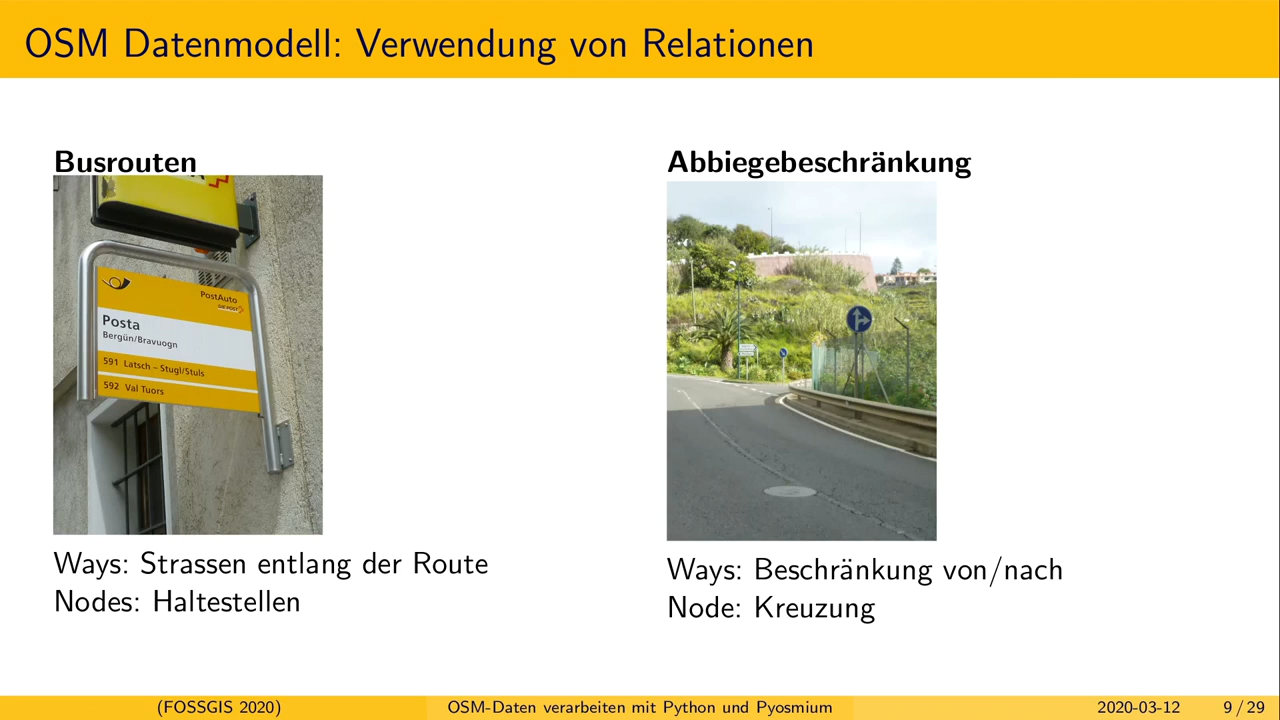 OSM Datenmodell: Verwendung von Relationen
Busrouten
PostAuto
DIE POST
Posta
Bergün/Bravuogn
591 Latsch – Stugl/Stuls
592 Val Tuors
Ways: Strassen entlang der Route
Nodes: Haltestellen
Abbiegebeschränkung
Ways: Beschränkung von/nach
Node: Kreuzung
(FOSSGIS 2020)
OSM-Daten verarbeiten mit Python und Pyosmium
2020-03-12
9 / 29